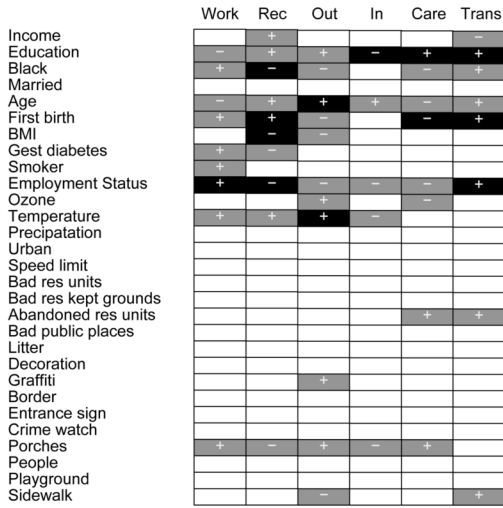 Work Rec Out In Care Trans
Income + −
Education − + + − + +
Black + − − − +
Married
Age − + + + − +
First birth + + − − +
BMI − −
Gest diabetes + −
Smoker +
Employment Status + − − − − +
Ozone + −
Temperature + + + −
Precipatation
Urban
Speed limit
Bad res units
Bad res kept grounds
Abandoned res units + +
Bad public places
Litter
Decoration
Graffiti +
Border
Entrance sign
Crime watch
Porches + − + − +
People
Playground
Sidewalk − +